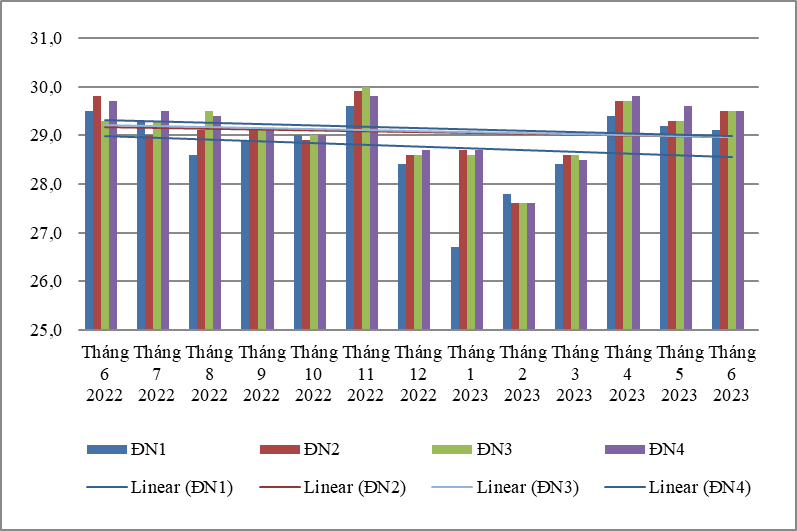 31,0
30,0
29,0
28,0
27,0
26,0
25,0
Tháng Tháng Tháng Tháng Tháng Tháng Tháng Tháng Tháng Tháng Tháng Tháng Tháng
6 7 8 9 10 11 12 1 2 3 4 5 6
2022 2022 2022 2022 2022 2022 2022 2023 2023 2023 2023 2023 2023
ĐN1 ĐN2 ĐN3 ĐN4
Linear (ĐN1) Linear (ĐN2) Linear (ĐN3) Linear (ĐN4)